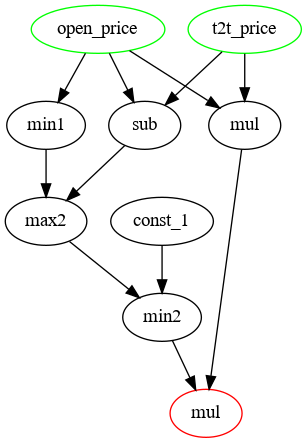 open_price
t2t_price
min1
sub
mul
max2
const_1
min2
mul